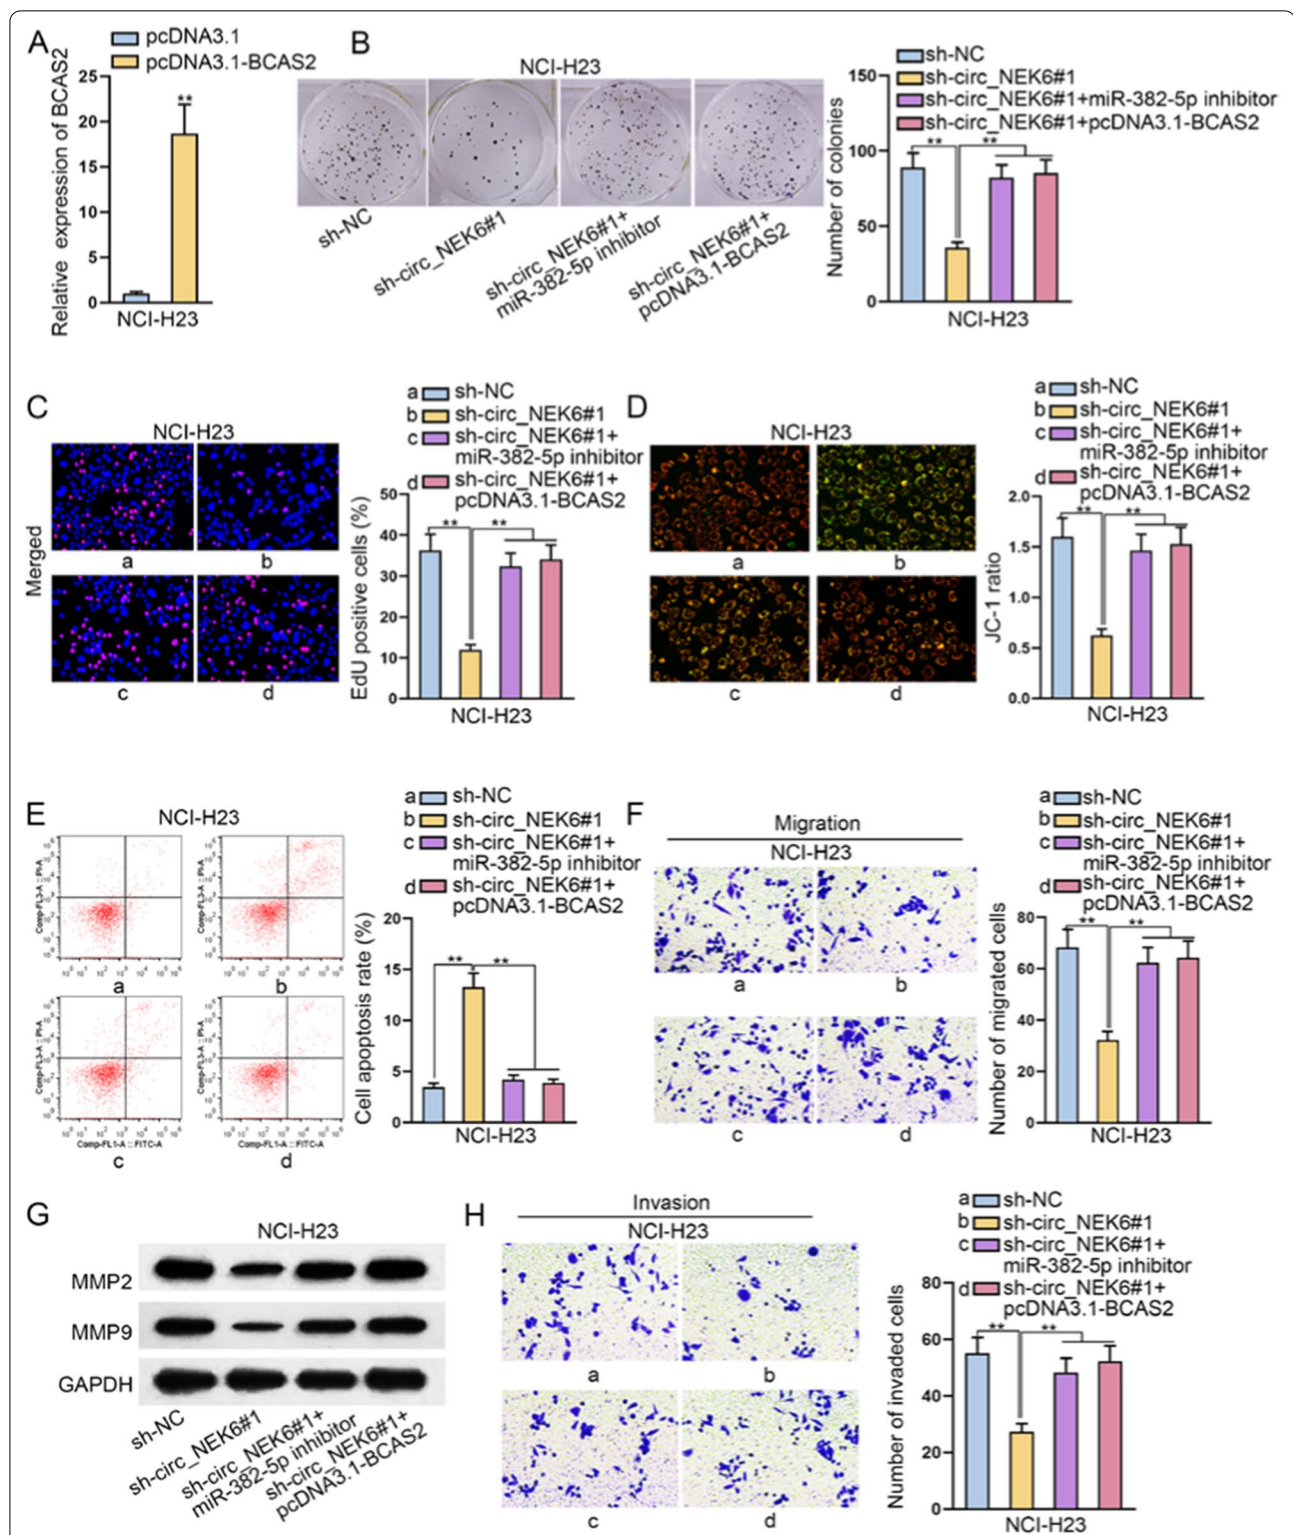 A
pcDNA3.1
pcDNA3.1-BCAS2
Relative expression of BCAS2
25
20
15
10
5
0
**
NCI-H23
B
NCI-H23
sh-NC
sh-circ_NEK6#1
sh-circ_NEK6#1+
miR-382-5p inhibitor
sh-circ_NEK6#1+
pcDNA3.1-BCAS2
sh-NC
sh-circ_NEK6#1
sh-circ_NEK6#1+miR-382-5p inhibitor
sh-circ_NEK6#1+pcDNA3.1-BCAS2
Number of colonies
150
100
50
0
** **
NCI-H23
C
NCI-H23
Merged
a b
c d
a sh-NC
b sh-circ_NEK6#1
c sh-circ_NEK6#1+
miR-382-5p inhibitor
d sh-circ_NEK6#1+
pcDNA3.1-BCAS2
EdU positive cells (%)
50
40
30
20
10
0
** **
NCI-H23
D
NCI-H23
a b
c d
a sh-NC
b sh-circ_NEK6#1
c sh-circ_NEK6#1+
miR-382-5p inhibitor
d sh-circ_NEK6#1+
pcDNA3.1-BCAS2
JC-1 ratio
2.0
1.5
1.0
0.5
0.0
** **
NCI-H23
E
NCI-H23
Comp-FL3-A :: PI-A
a b
Comp-FL3-A :: PI-A
Comp-FL1-A :: FITC-A Comp-FL1-A :: FITC-A
c d
a sh-NC
b sh-circ_NEK6#1
c sh-circ_NEK6#1+
miR-382-5p inhibitor
d sh-circ_NEK6#1+
pcDNA3.1-BCAS2
Cell apoptosis rate (%)
20
15
10
5
0
** **
NCI-H23
F
Migration
NCI-H23
a b
c d
a sh-NC
b sh-circ_NEK6#1
c sh-circ_NEK6#1+
miR-382-5p inhibitor
d sh-circ_NEK6#1+
pcDNA3.1-BCAS2
Number of migrated cells
80
60
40
20
0
** **
NCI-H23
G
NCI-H23
MMP2
MMP9
GAPDH
sh-NC
sh-circ_NEK6#1
sh-circ_NEK6#1+
miR-382-5p inhibitor
sh-circ_NEK6#1+
pcDNA3.1-BCAS2
H
Invasion
NCI-H23
a b
c d
a sh-NC
b sh-circ_NEK6#1
c sh-circ_NEK6#1+
miR-382-5p inhibitor
d sh-circ_NEK6#1+
pcDNA3.1-BCAS2
Number of invaded cells
80
60
40
20
0
** **
NCI-H23